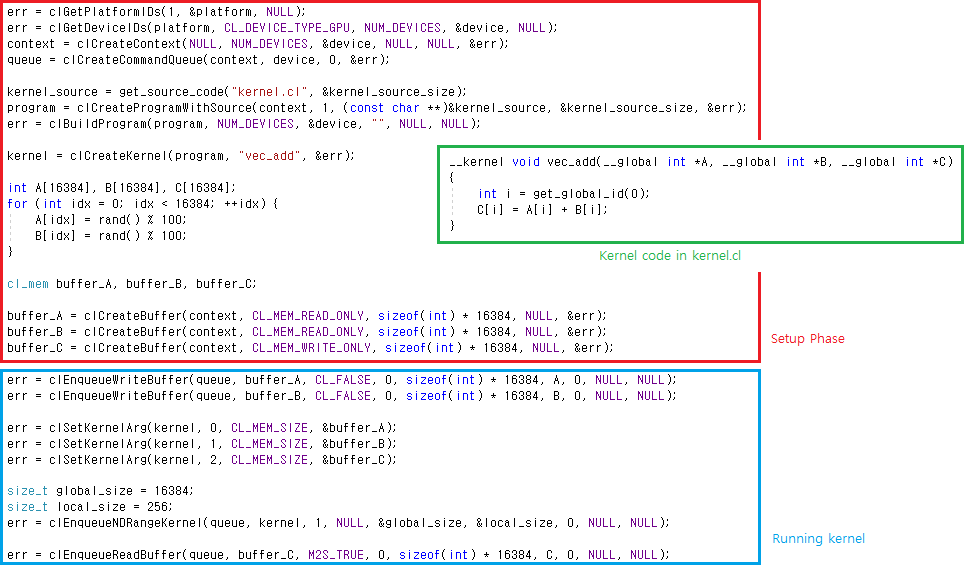 err = clGetPlatformIDs(1, &platform, NULL);
err = clGetDeviceIDs(platform, CL_DEVICE_TYPE_GPU, NUM_DEVICES, &device, NULL);
context = clCreateContext(NULL, NUM_DEVICES, &device, NULL, NULL, &err);
queue = clCreateCommandQueue(context, device, 0, &err);
kernel_source = get_source_code("kernel.cl", &kernel_source_size);
program = clCreateProgramWithSource(context, 1, (const char **)&kernel_source, &kernel_source_size, &err);
err = clBuildProgram(program, NUM_DEVICES, &device, "", NULL, NULL);
kernel = clCreateKernel(program, "vec_add", &err);
int A[16384], B[16384], C[16384];
for (int idx = 0; idx < 16384; ++idx) {
A[idx] = rand() % 100;
B[idx] = rand() % 100;
}
__kernel void vec_add(__global int *A, __global int *B, __global int *C)
{
int i = get_global_id(0);
C[i] = A[i] + B[i];
}
Kernel code in kernel.cl
cl_mem buffer_A, buffer_B, buffer_C;
buffer_A = clCreateBuffer(context, CL_MEM_READ_ONLY, sizeof(int) * 16384, NULL, &err);
buffer_B = clCreateBuffer(context, CL_MEM_READ_ONLY, sizeof(int) * 16384, NULL, &err);
buffer_C = clCreateBuffer(context, CL_MEM_WRITE_ONLY, sizeof(int) * 16384, NULL, &err);
Setup Phase
err = clEnqueueWriteBuffer(queue, buffer_A, CL_FALSE, 0, sizeof(int) * 16384, A, 0, NULL, NULL);
err = clEnqueueWriteBuffer(queue, buffer_B, CL_FALSE, 0, sizeof(int) * 16384, B, 0, NULL, NULL);
err = clSetKernelArg(kernel, 0, CL_MEM_SIZE, &buffer_A);
err = clSetKernelArg(kernel, 1, CL_MEM_SIZE, &buffer_B);
err = clSetKernelArg(kernel, 2, CL_MEM_SIZE, &buffer_C);
size_t global_size = 16384;
size_t local_size = 256;
err = clEnqueueNDRangeKernel(queue, kernel, 1, NULL, &global_size, &local_size, 0, NULL, NULL);
err = clEnqueueReadBuffer(queue, buffer_C, M2S_TRUE, 0, sizeof(int) * 16384, C, 0, NULL, NULL);
Running kernel